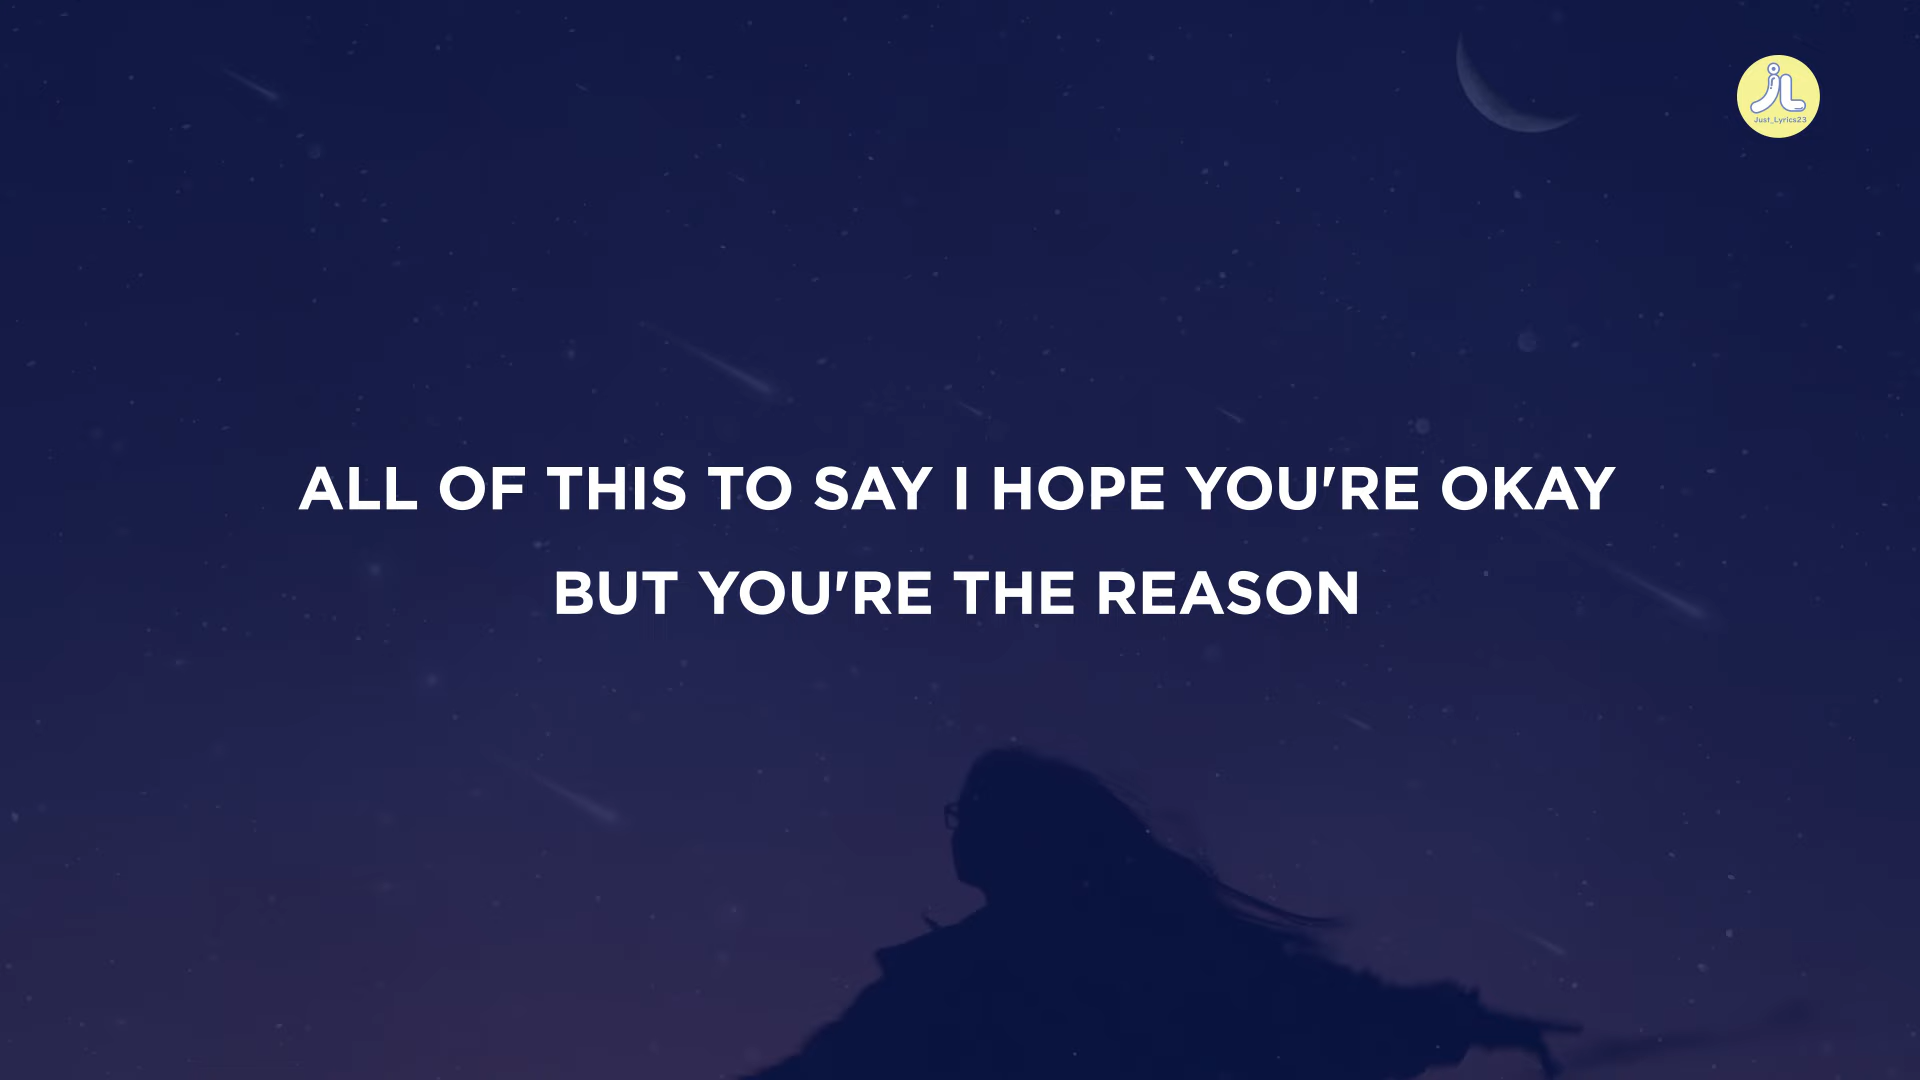 Just_Lyrics23
ALL OF THIS TO SAY I HOPE YOU'RE OKAY
BUT YOU'RE THE REASON